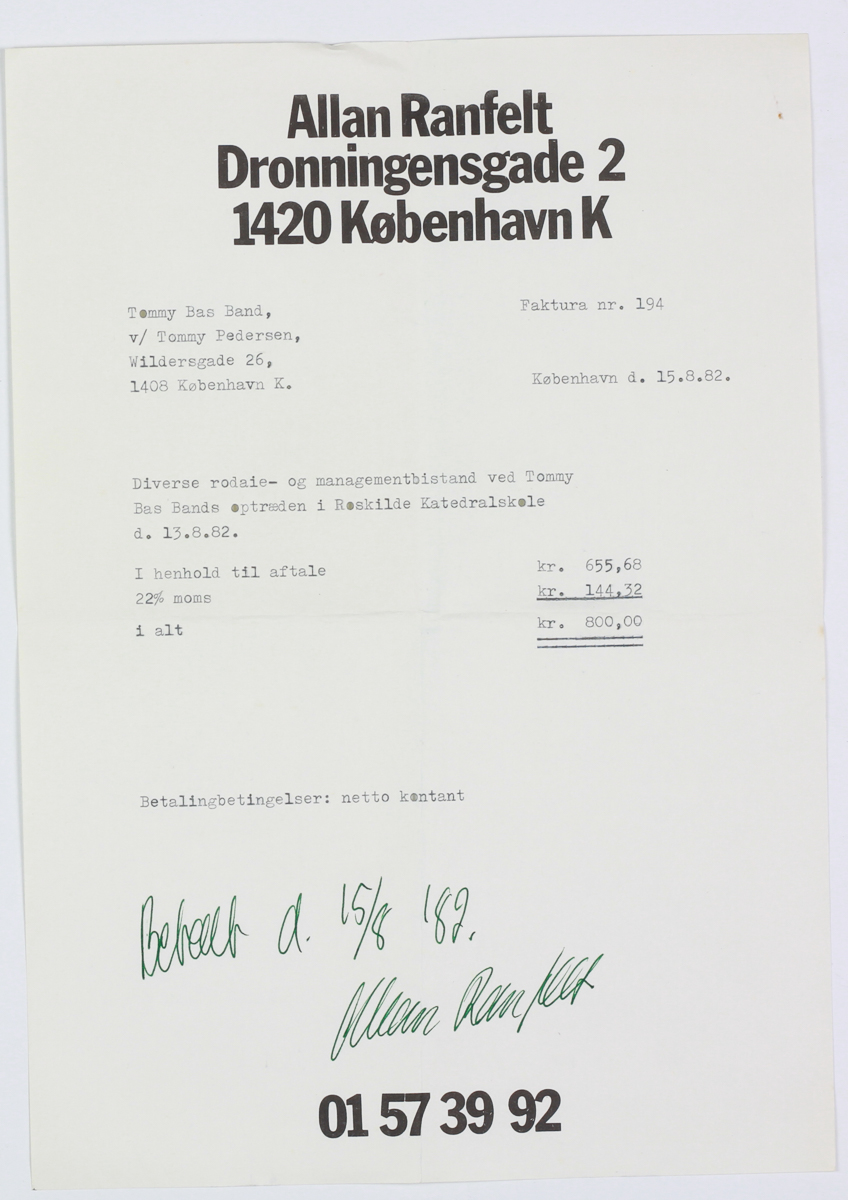 Allan Ranfelt
Dronningensgade 2
1420 København K
Tommy Bas Band,
v/ Tommy Pedersen,
Wildersgade 26,
1408 København K.
Faktura nr. 194
København d. 15.8.82.
Diverse rodaie- og managementbistand ved Tommy
Bas Bands optræden i Roskilde Katedralskole
d. 13.8.82.
I henhold til aftale kr. 655,68
22% moms kr. 144,32
i alt kr. 800,00
Betalingbetingelser: netto kontant
Betalt d. 15/8 '82.
Allan Ranfelt
01 57 39 92